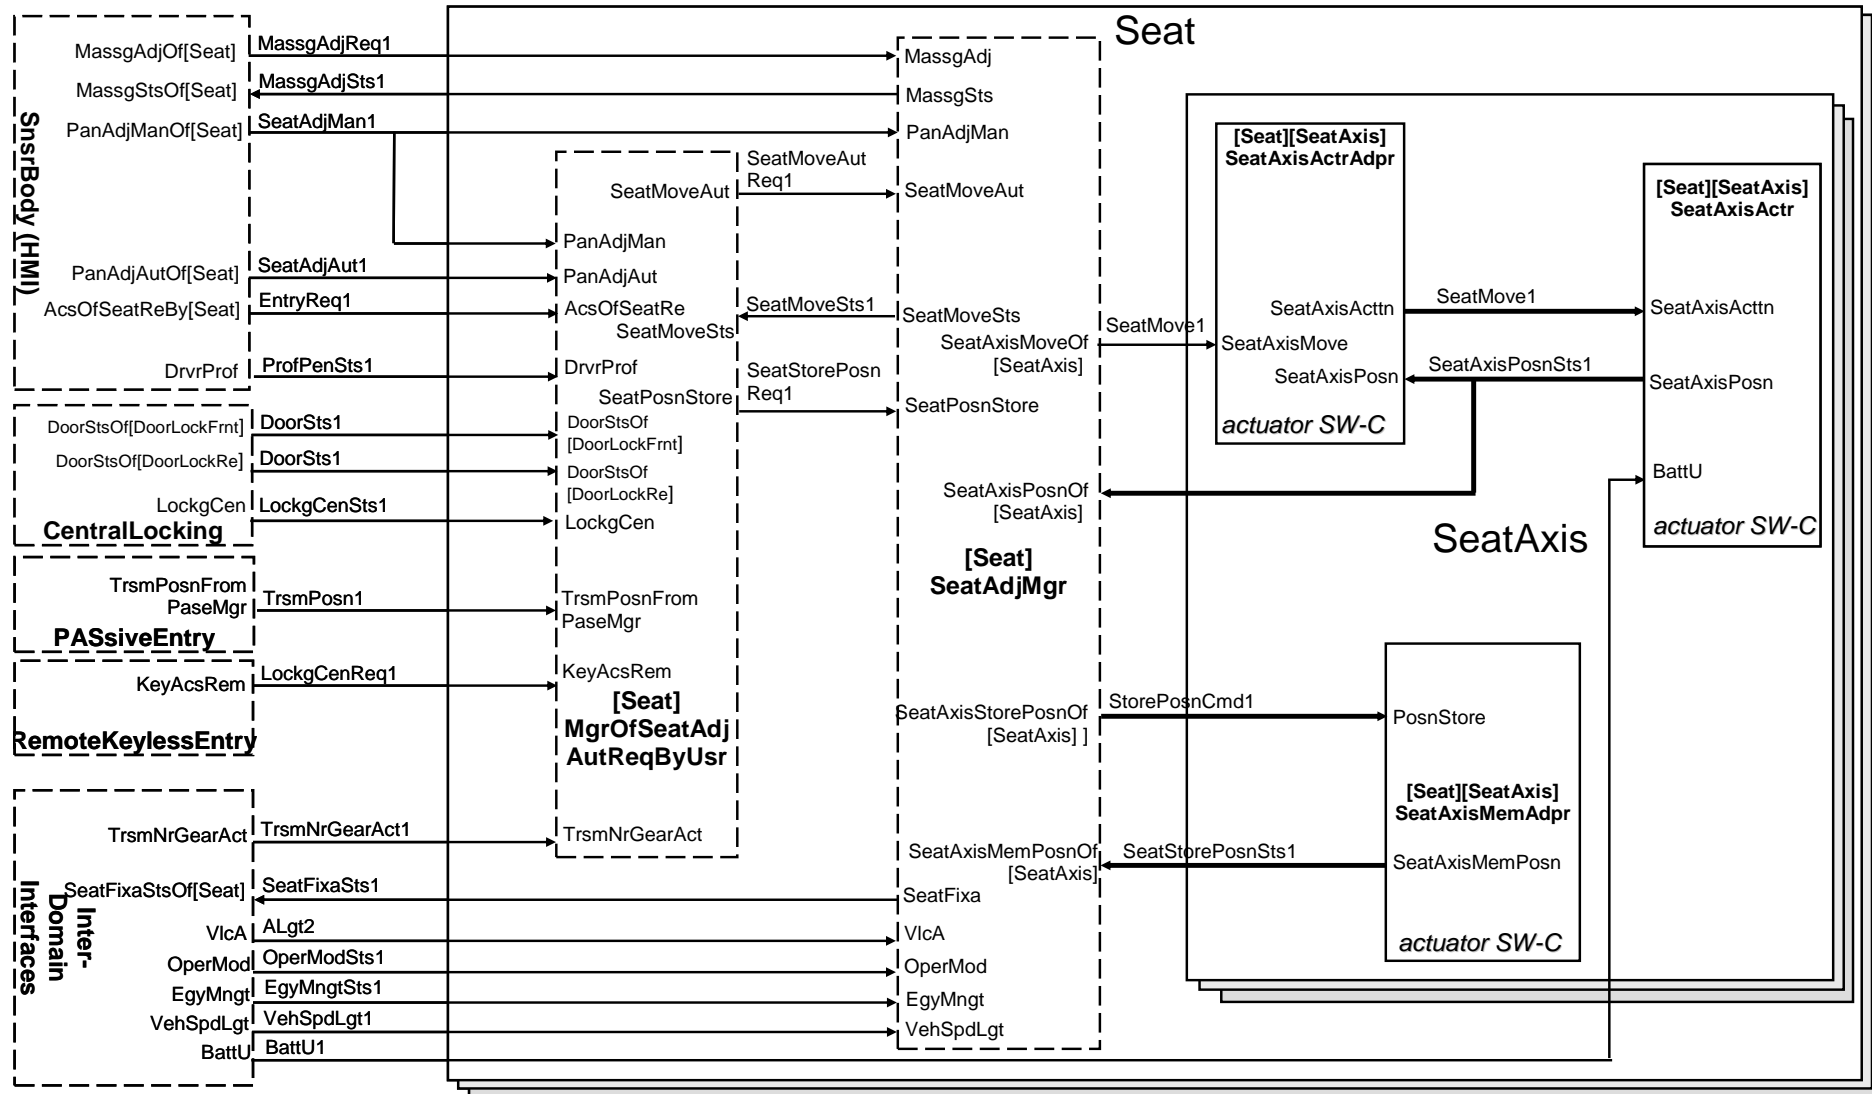 Seat
SnsrBody (HMI)
MassgAdjOf[Seat]
MassgAdjReq1
MassgAdj
MassgStsOf[Seat]
MassgAdjSts1
MassgSts
PanAdjManOf[Seat]
SeatAdjMan1
PanAdjMan
SeatMoveAut
SeatMoveAut
Req1
SeatMoveAut
PanAdjMan
PanAdjAutOf[Seat]
SeatAdjAut1
PanAdjAut
AcsOfSeatReBy[Seat]
EntryReq1
AcsOfSeatRe
SeatMoveSts
SeatMoveSts1
SeatMoveSts
DrvrProf
ProfPenSts1
DrvrProf
SeatPosnStore
SeatStorePosn
Req1
SeatPosnStore
DoorStsOf[DoorLockFrnt]
DoorSts1
DoorStsOf
[DoorLockFrnt]
DoorStsOf[DoorLockRe]
DoorSts1
DoorStsOf
[DoorLockRe]
LockgCen
LockgCenSts1
LockgCen
CentralLocking
TrsmPosnFrom
PaseMgr
TrsmPosn1
TrsmPosnFrom
PaseMgr
PASsiveEntry
KeyAcsRem
LockgCenReq1
KeyAcsRem
RemoteKeylessEntry
[Seat]
MgrOfSeatAdj
AutReqByUsr
Inter-
Domain
Interfaces
TrsmNrGearAct
TrsmNrGearAct1
TrsmNrGearAct
SeatFixaStsOf[Seat]
SeatFixaSts1
SeatFixa
VlcA
ALgt2
VlcA
OperMod
OperModSts1
OperMod
EgyMngt
EgyMngtSts1
EgyMngt
VehSpdLgt
VehSpdLgt1
VehSpdLgt
BattU
BattU1
SeatAxisMoveOf
[SeatAxis]
SeatMove1
SeatAxisPosnOf
[SeatAxis]
[Seat]
SeatAdjMgr
SeatAxisStorePosnOf
[SeatAxis] ]
StorePosnCmd1
SeatAxisMemPosnOf
[SeatAxis]
SeatStorePosnSts1
[Seat][SeatAxis]
SeatAxisActrAdpr
SeatAxisActtn
SeatAxisMove
SeatAxisPosn
actuator SW-C
SeatMove1
SeatAxisPosnSts1
[Seat][SeatAxis]
SeatAxisActr
SeatAxisActtn
SeatAxisPosn
BattU
actuator SW-C
SeatAxis
PosnStore
[Seat][SeatAxis]
SeatAxisMemAdpr
SeatAxisMemPosn
actuator SW-C